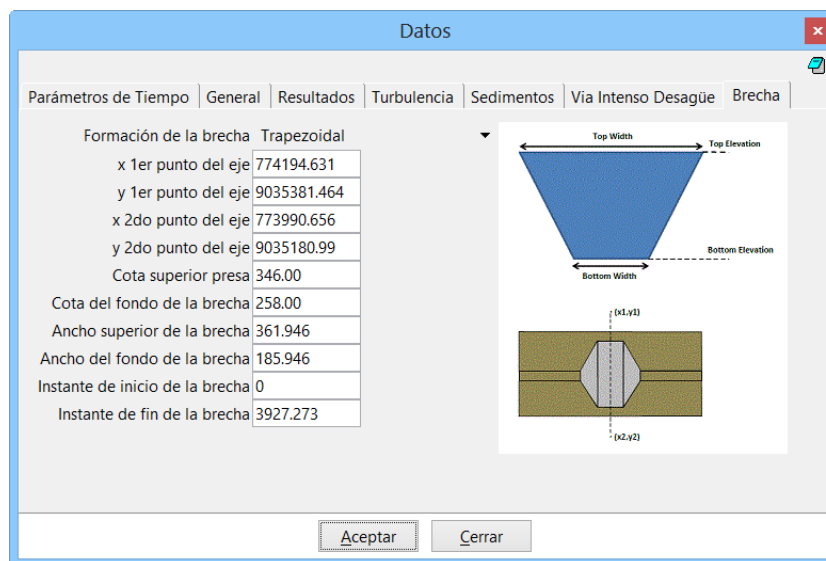 Datos
Parámetros de Tiempo General Resultados Turbulencia Sedimentos Via Intenso Desagüe Brecha
Formación de la brecha Trapezoidal
x 1er punto del eje 774194.631
y 1er punto del eje 9035381.464
x 2do punto del eje 773990.656
y 2do punto del eje 9035180.99
Cota superior presa 346.00
Cota del fondo de la brecha 258.00
Ancho superior de la brecha 361.946
Ancho del fondo de la brecha 185.946
Instante de inicio de la brecha 0
Instante de fin de la brecha 3927.273
Top Width
Top Elevation
Bottom Elevation
Bottom Width
(x1,y1)
(x2,y2)
Aceptar Cerrar